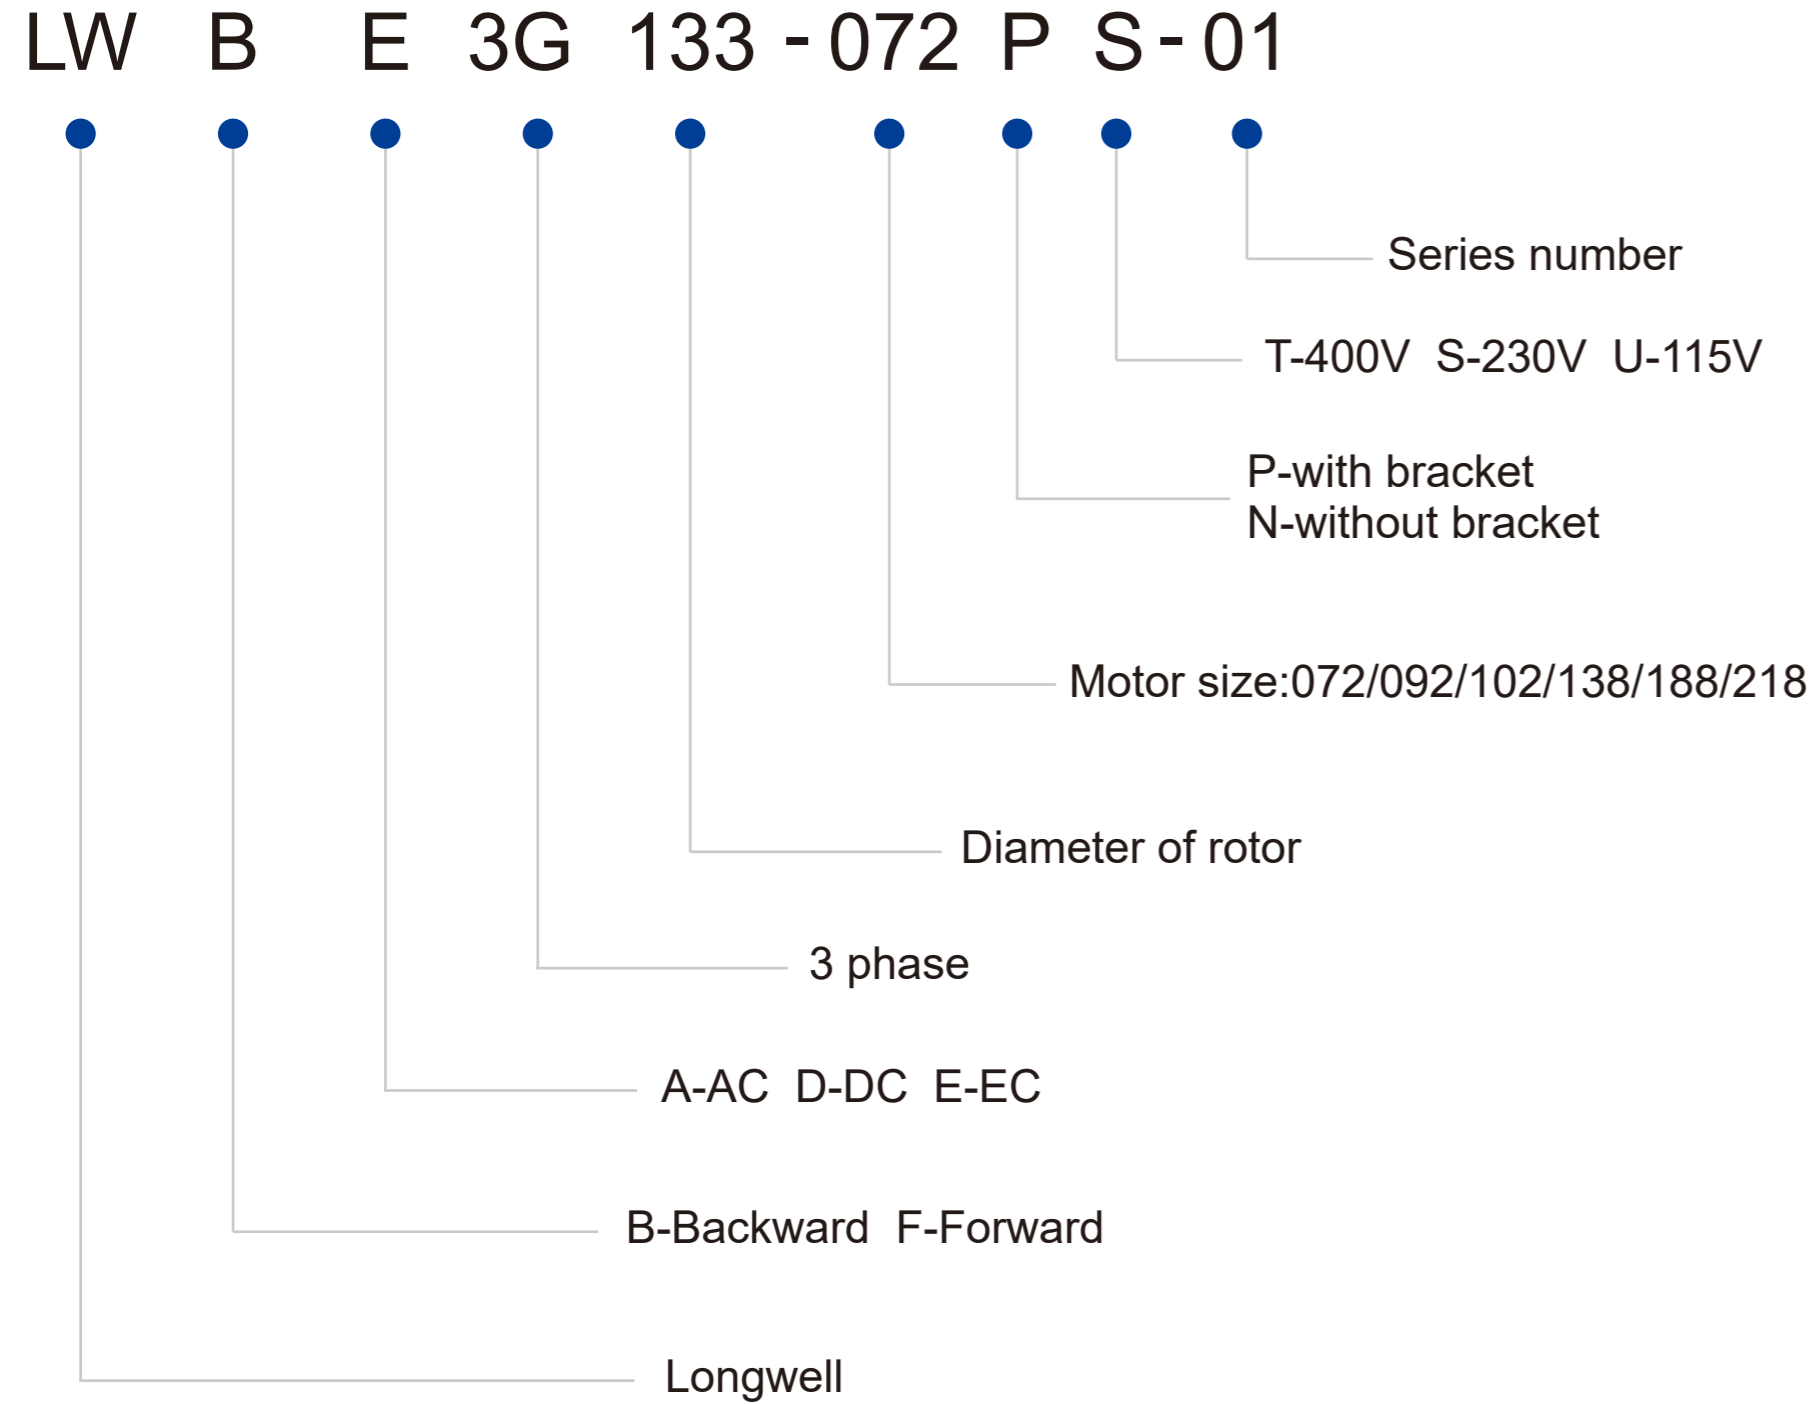 LW B E 3G 133 - 072 P S - 01
Series number
T-400V S-230V U-115V
P-with bracket
N-without bracket
Motor size:072/092/102/138/188/218
Diameter of rotor
3 phase
A-AC D-DC E-EC
B-Backward F-Forward
Longwell